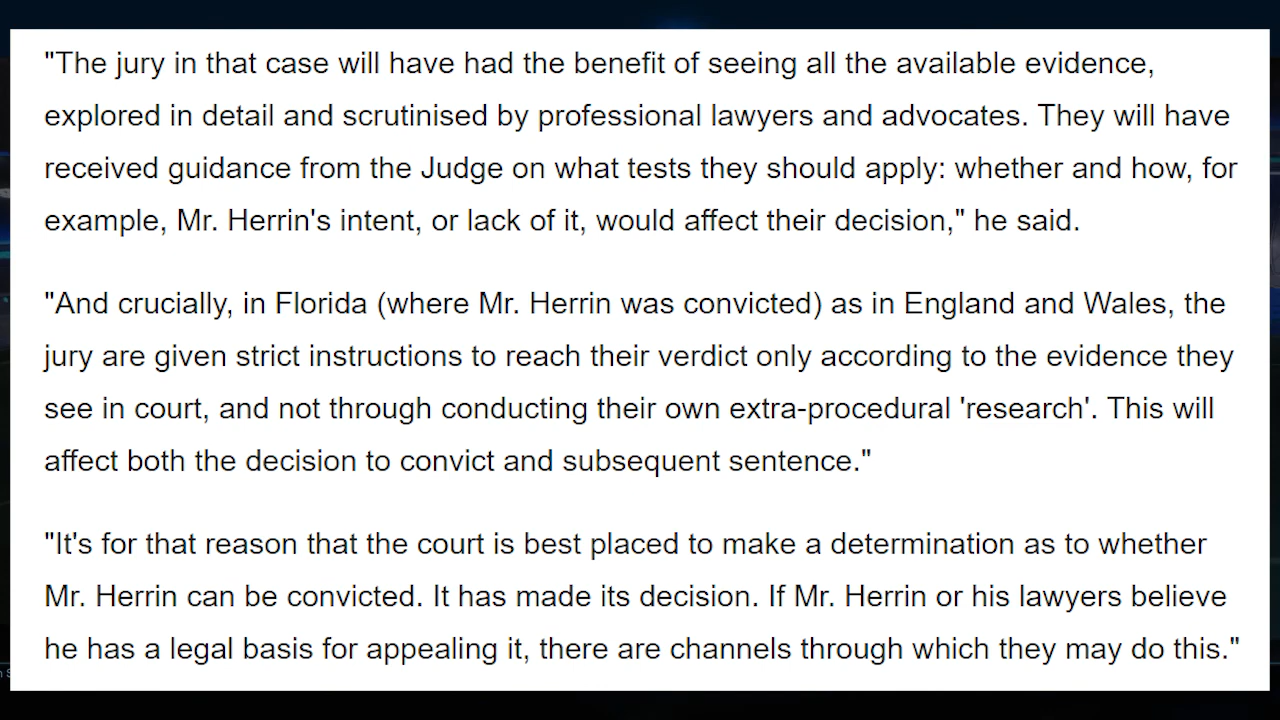 "The jury in that case will have had the benefit of seeing all the available evidence,
explored in detail and scrutinised by professional lawyers and advocates. They will have
received guidance from the Judge on what tests they should apply: whether and how, for
example, Mr. Herrin's intent, or lack of it, would affect their decision," he said.
"And crucially, in Florida (where Mr. Herrin was convicted) as in England and Wales, the
jury are given strict instructions to reach their verdict only according to the evidence they
see in court, and not through conducting their own extra-procedural 'research'. This will
affect both the decision to convict and subsequent sentence."
"It's for that reason that the court is best placed to make a determination as to whether
Mr. Herrin can be convicted. It has made its decision. If Mr. Herrin or his lawyers believe
he has a legal basis for appealing it, there are channels through which they may do this."